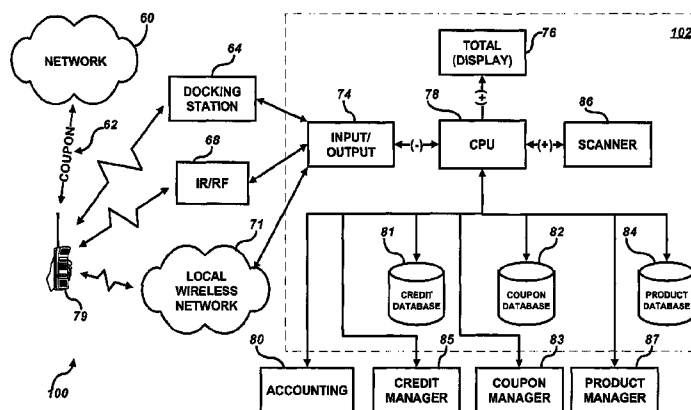 60
NETWORK
COUPON
62
64
DOCKING
STATION
68
IR/RF
71
LOCAL
WIRELESS
NETWORK
79
100
102
TOTAL
(DISPLAY)
76
(+)
74
INPUT/
OUTPUT
(-)
78
CPU
(+)
86
SCANNER
81
CREDIT
DATABASE
82
COUPON
DATABASE
84
PRODUCT
DATABASE
80
ACCOUNTING
85
CREDIT
MANAGER
83
COUPON
MANAGER
87
PRODUCT
MANAGER